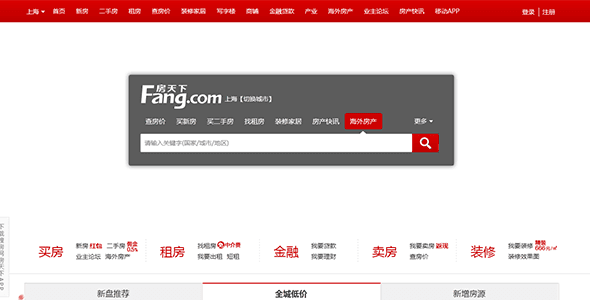 上海 首页 新房 二手房 租房 查房价 装修家居 写字楼 商铺 金融贷款 产业 海外房产 业主论坛 房产快讯 移动APP 登录 | 注册
房天下
Fang.com 上海【切换城市】
查房价 买新房 买二手房 找租房 装修家居 房产快讯 海外房产 更多
请输入关键字(国家/城市/地区)
买房 新房 红包 二手房 佣金0.5%
业主论坛 海外房产
租房 找租房 0中介费
我要出租 短租
金融 我要贷款
我要理财
卖房 我要卖房 返现
查房价
装修 我要装修 精装666元/㎡
装修效果图
新盘推荐 全城低价 新增房源